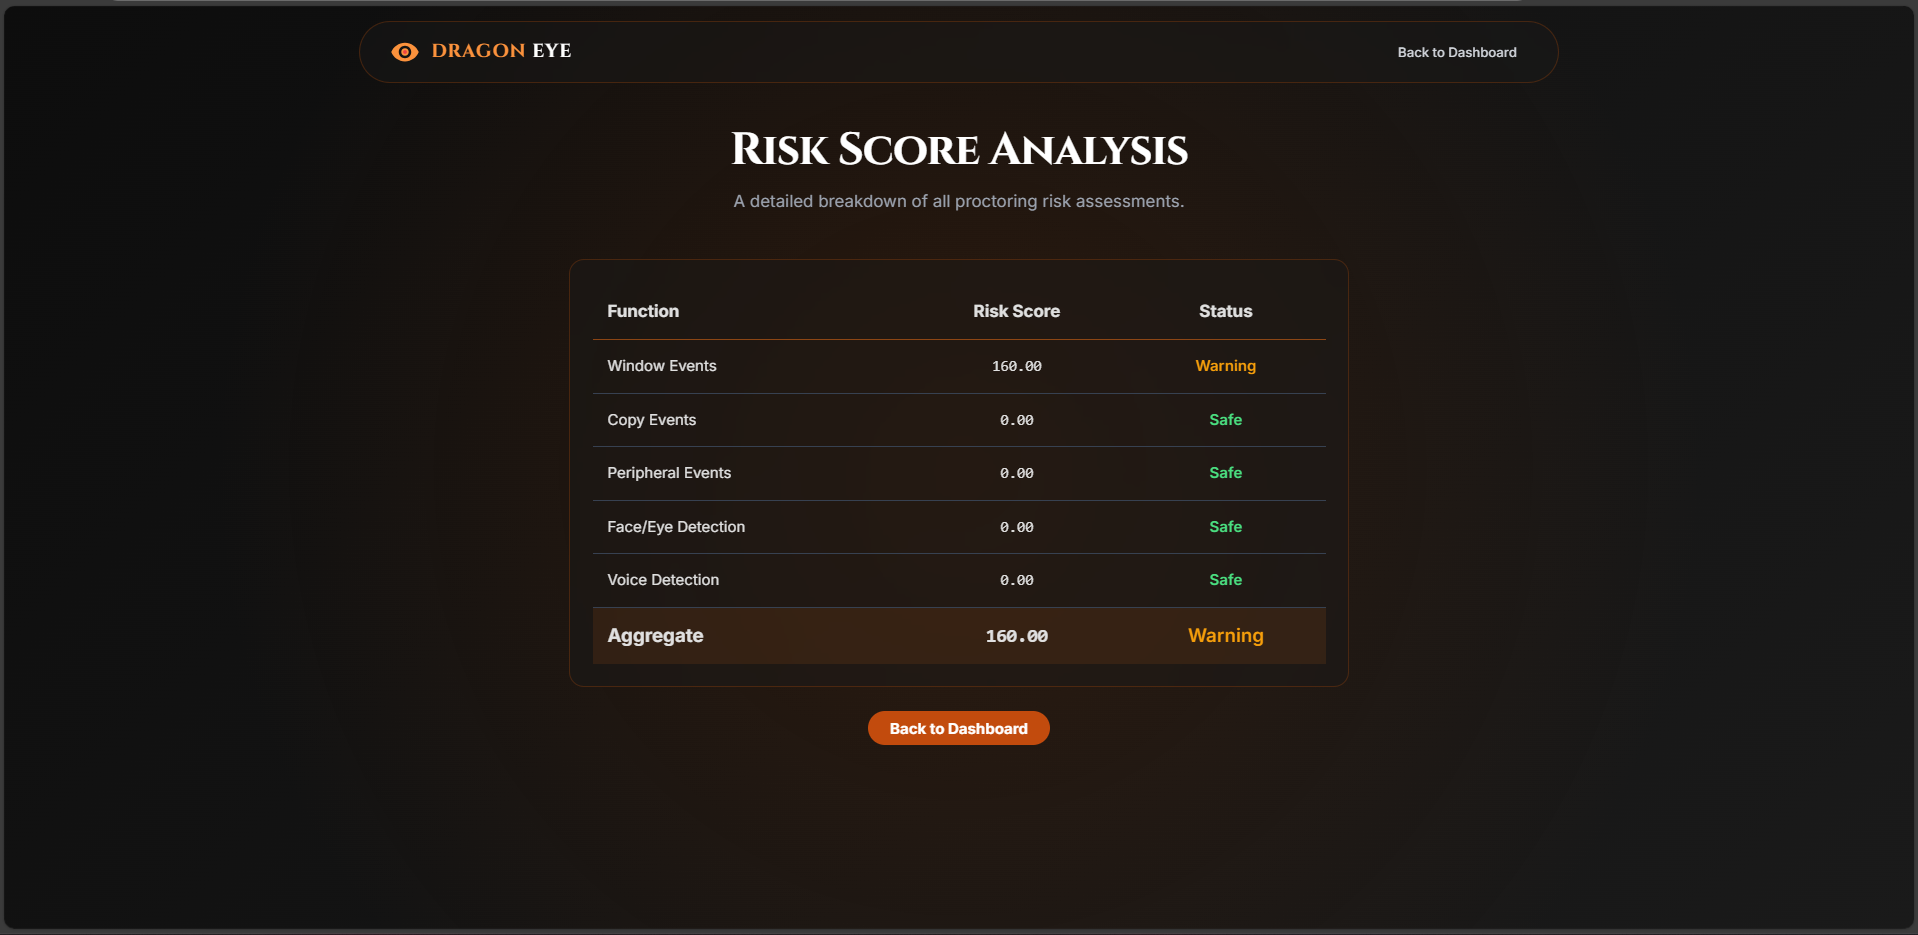 DRAGON EYE
Back to Dashboard
Risk Score Analysis
A detailed breakdown of all proctoring risk assessments.
Function Risk Score Status
Window Events 160.00 Warning
Copy Events 0.00 Safe
Peripheral Events 0.00 Safe
Face/Eye Detection 0.00 Safe
Voice Detection 0.00 Safe
Aggregate 160.00 Warning
Back to Dashboard